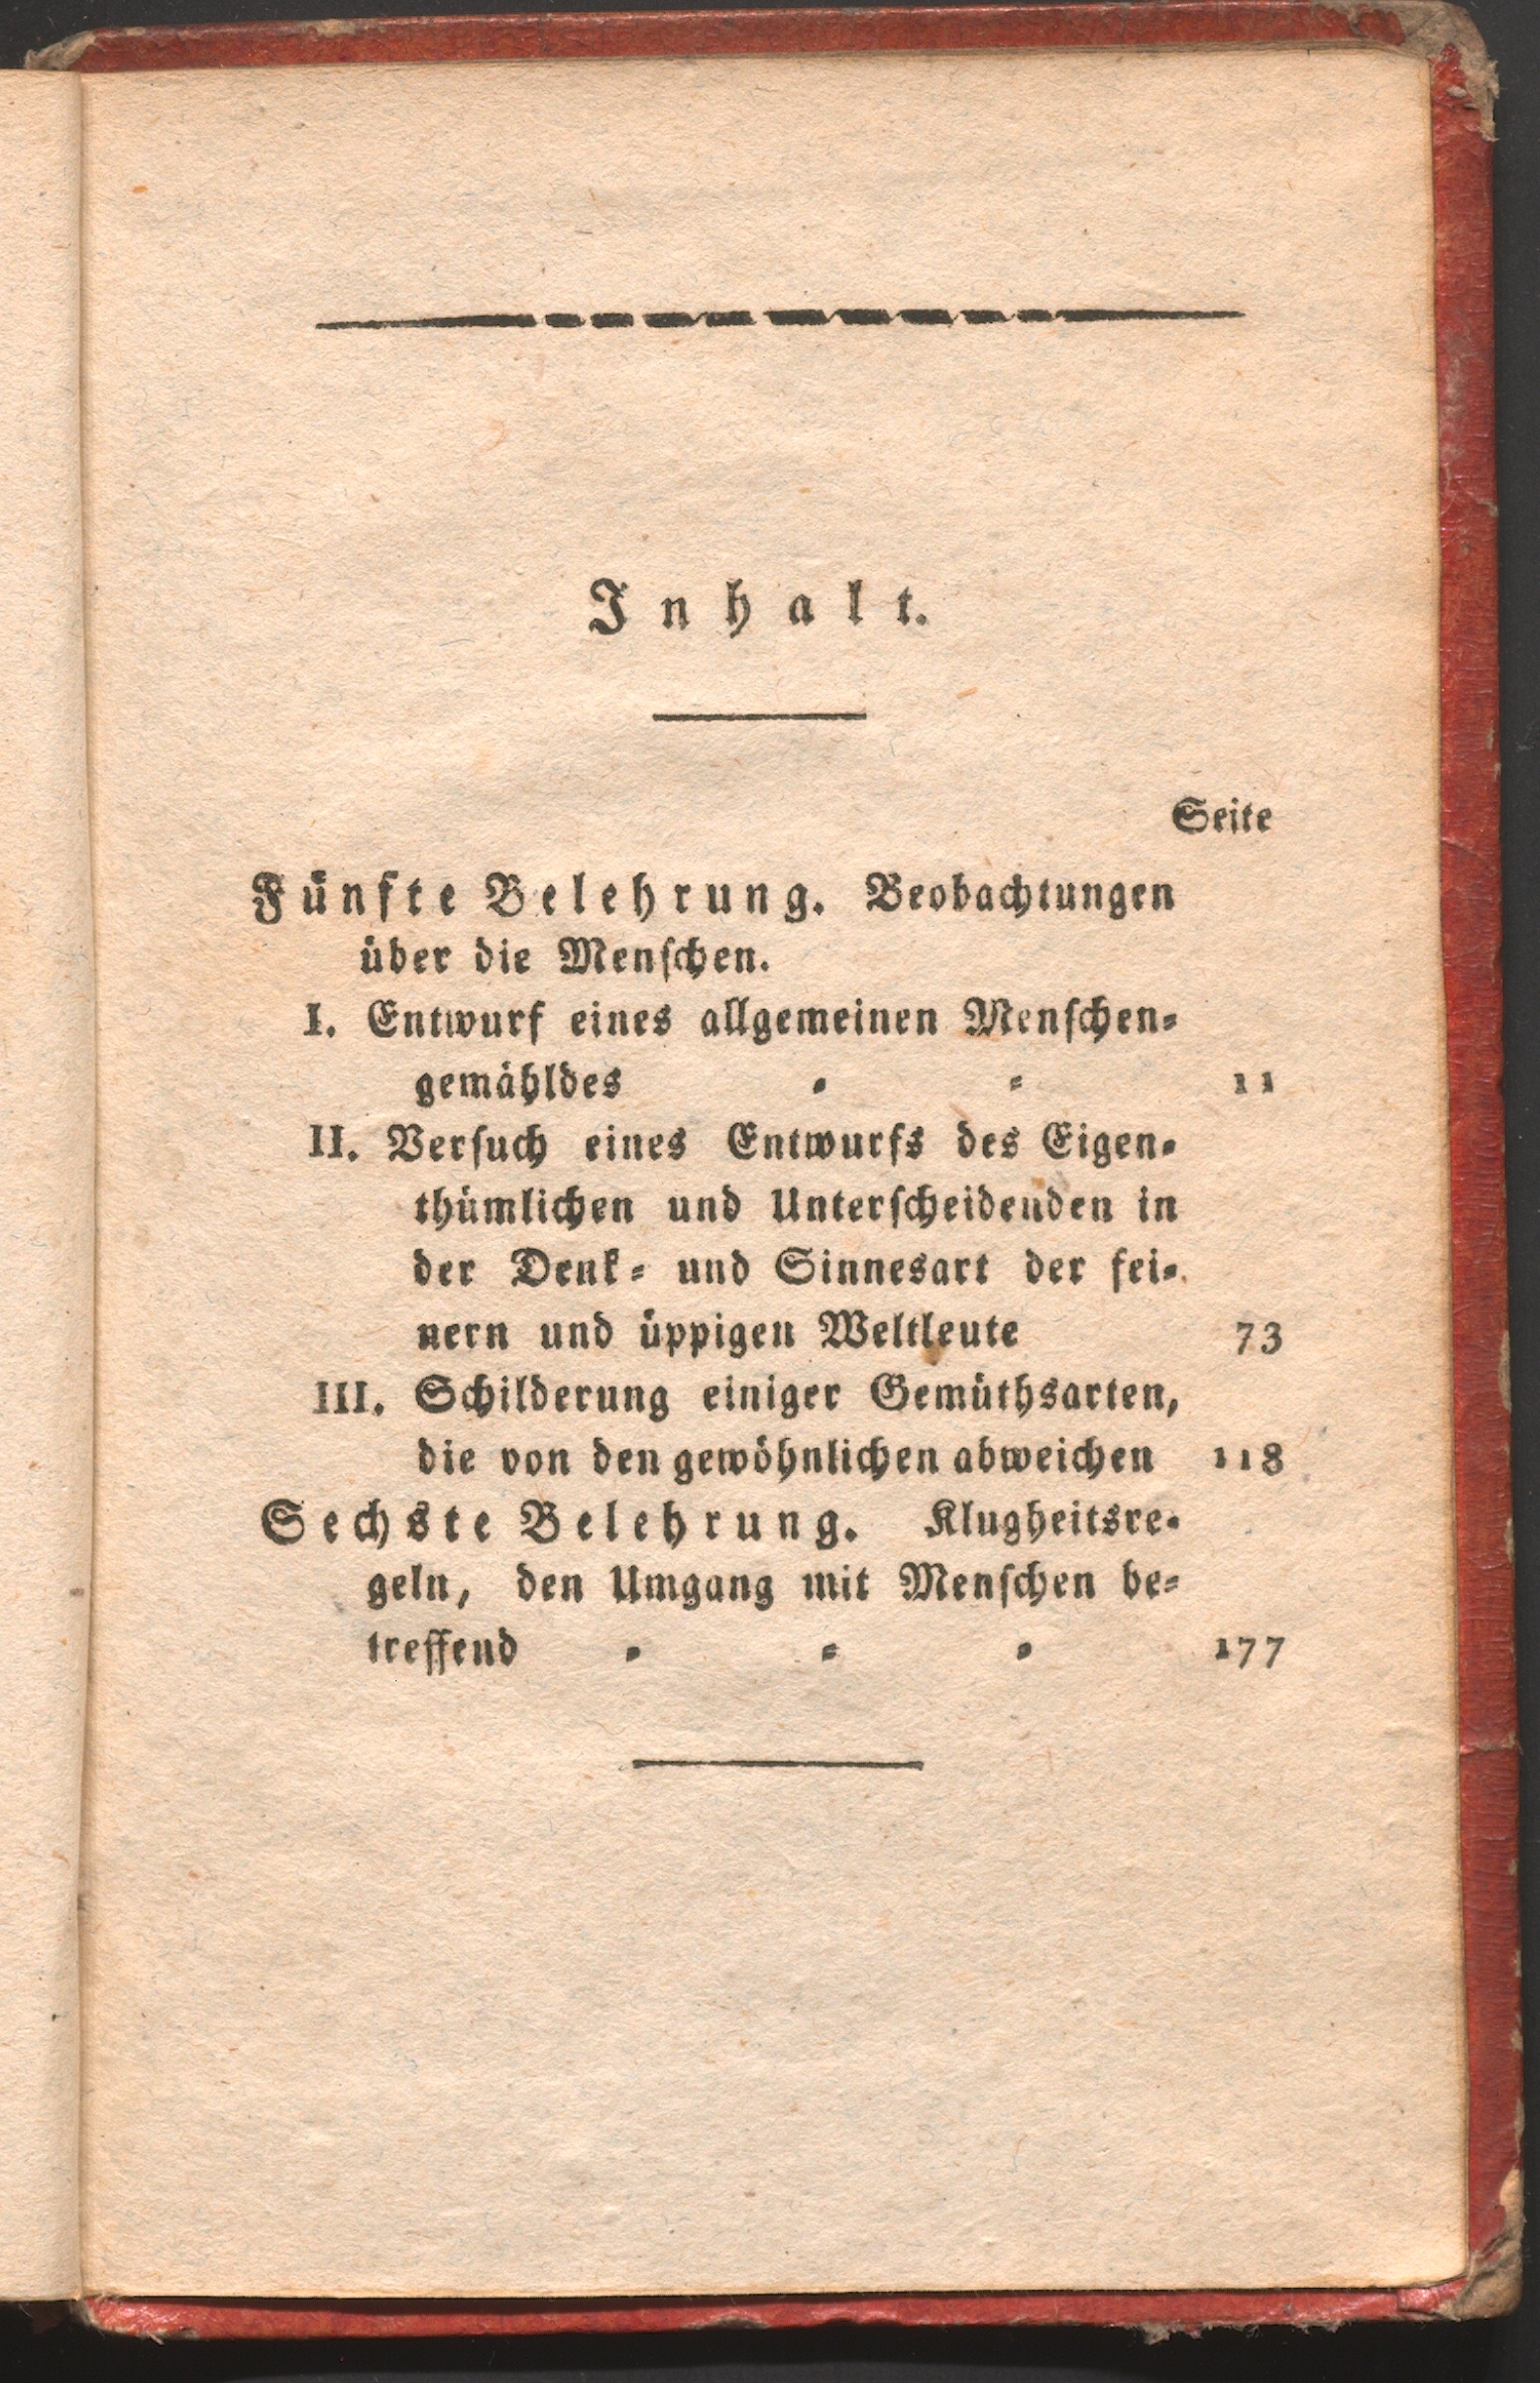 Inhalt.
Seite
Fünfte Belehrung. Beobachtungen
über die Menſchen.
I. Entwurf eines allgemeinen Menſchen=
gemähldes = = 11
II. Verſuch eines Entwurfs des Eigen=
thümlichen und Unterſcheidenden in
der Denk= und Sinnesart der fei=
nern und üppigen Weltleute 73
III. Schilderung einiger Gemüthsarten,
die von den gewöhnlichen abweichen 118
Sechste Belehrung. Klugheitsre=
geln, den Umgang mit Menſchen be=
treffend = = = 177